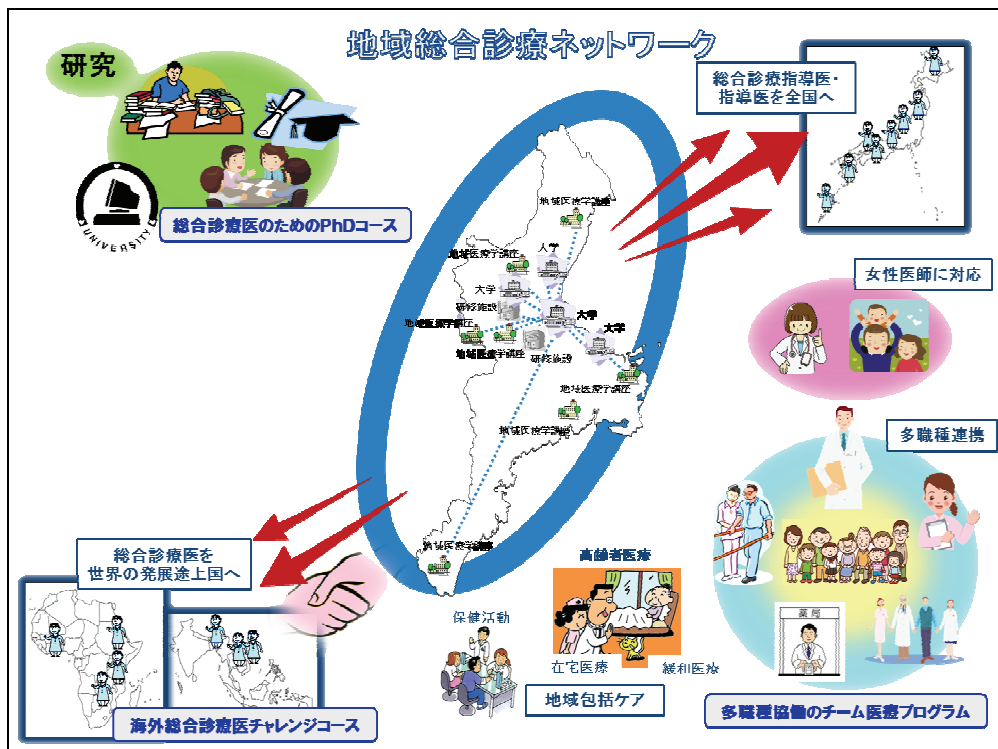 地域総合診療ネットワーク
研究
総合診療医のためのPhDコース
UNIVERSITY
総合診療指導医・
指導医を全国へ
女性医師に対応
多職種連携
薬局
多職種協働のチーム医療プログラム
地域医療学講座
大学
地域医療学講座
大学
研修施設
大学
地域医療学講座
大学
地域医療学講座
研修施設
地域医療学講座
地域医療学講座
地域医療学講座
総合診療医を
世界の発展途上国へ
海外総合診療医チャレンジコース
保健活動
高齢者医療
在宅医療
緩和医療
地域包括ケア